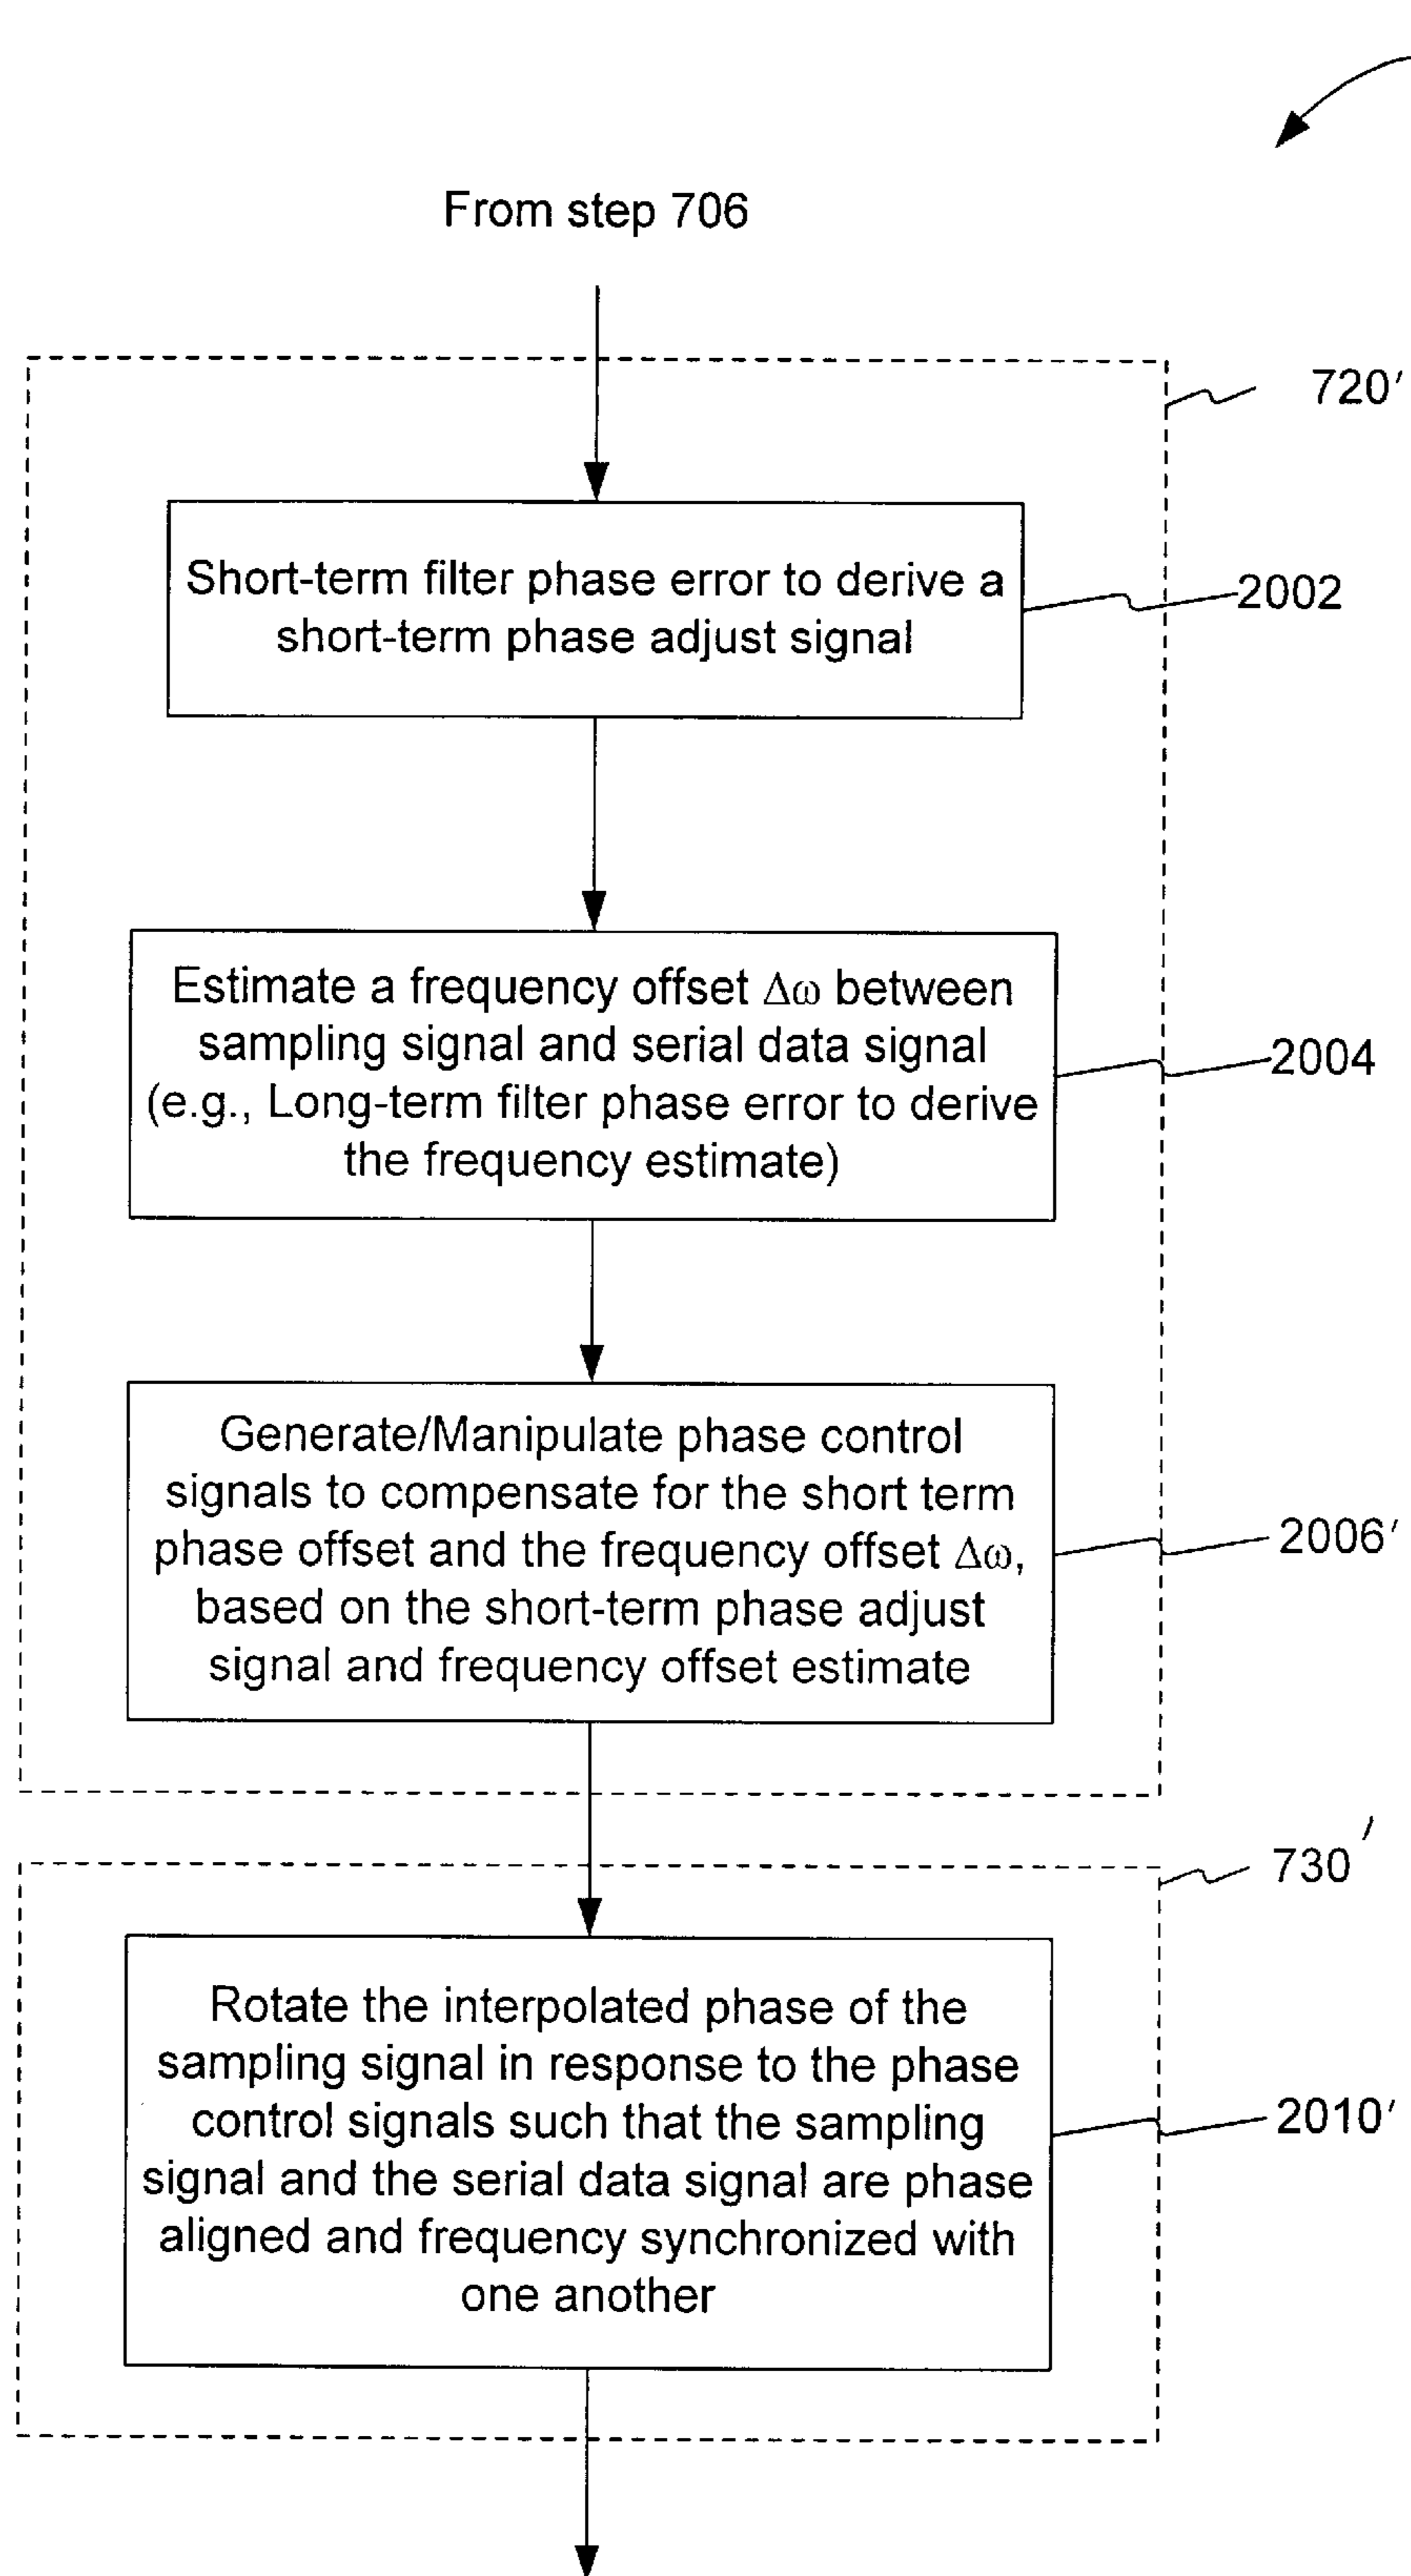 From step 706
720′
Short-term filter phase error to derive a
short-term phase adjust signal
2002
Estimate a frequency offset Δω between
sampling signal and serial data signal
(e.g., Long-term filter phase error to derive
the frequency estimate)
2004
Generate/Manipulate phase control
signals to compensate for the short term
phase offset and the frequency offset Δω,
based on the short-term phase adjust
signal and frequency offset estimate
2006′
730′
Rotate the interpolated phase of the
sampling signal in response to the phase
control signals such that the sampling
signal and the serial data signal are phase
aligned and frequency synchronized with
one another
2010′